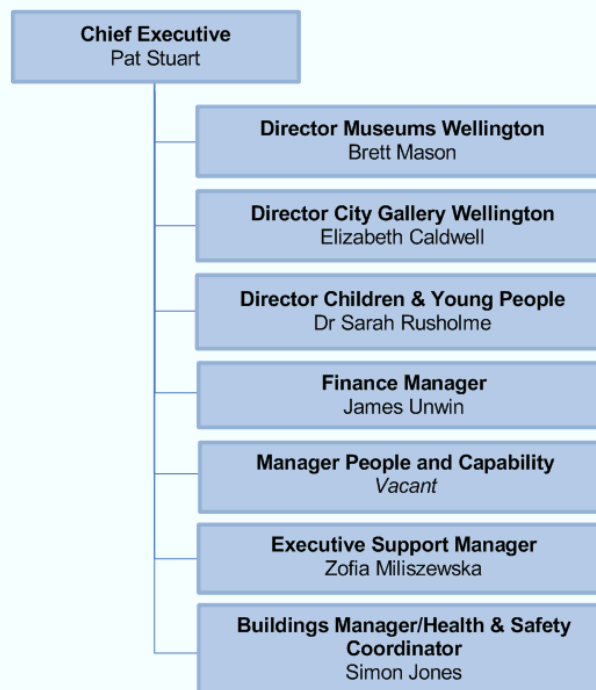 Chief Executive
Pat Stuart
Director Museums Wellington
Brett Mason
Director City Gallery Wellington
Elizabeth Caldwell
Director Children & Young People
Dr Sarah Rusholme
Finance Manager
James Unwin
Manager People and Capability
Vacant
Executive Support Manager
Zofia Miliszewska
Buildings Manager/Health & Safety
Coordinator
Simon Jones